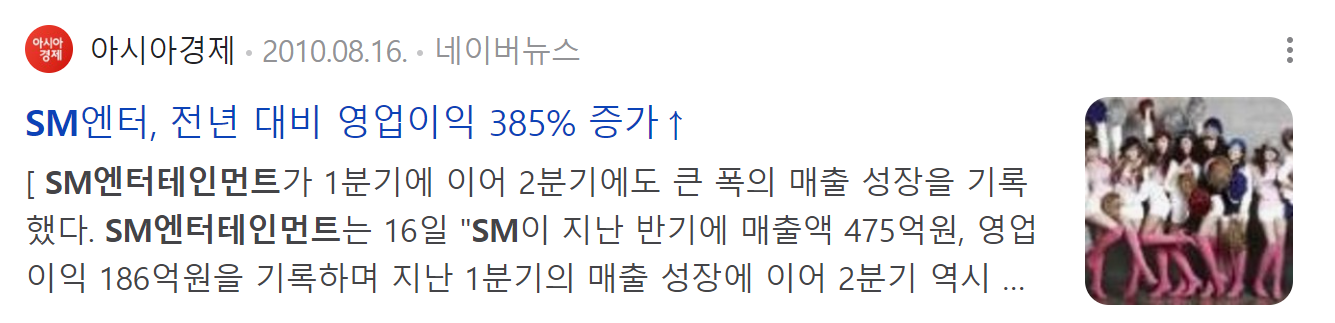 아시아
경제
아시아경제 · 2010.08.16. · 네이버뉴스
SM엔터, 전년 대비 영업이익 385% 증가↑
[ SM엔터테인먼트가 1분기에 이어 2분기에도 큰 폭의 매출 성장을 기록
했다. SM엔터테인먼트는 16일 "SM이 지난 반기에 매출액 475억원, 영업
이익 186억원을 기록하며 지난 1분기의 매출 성장에 이어 2분기 역시 ...